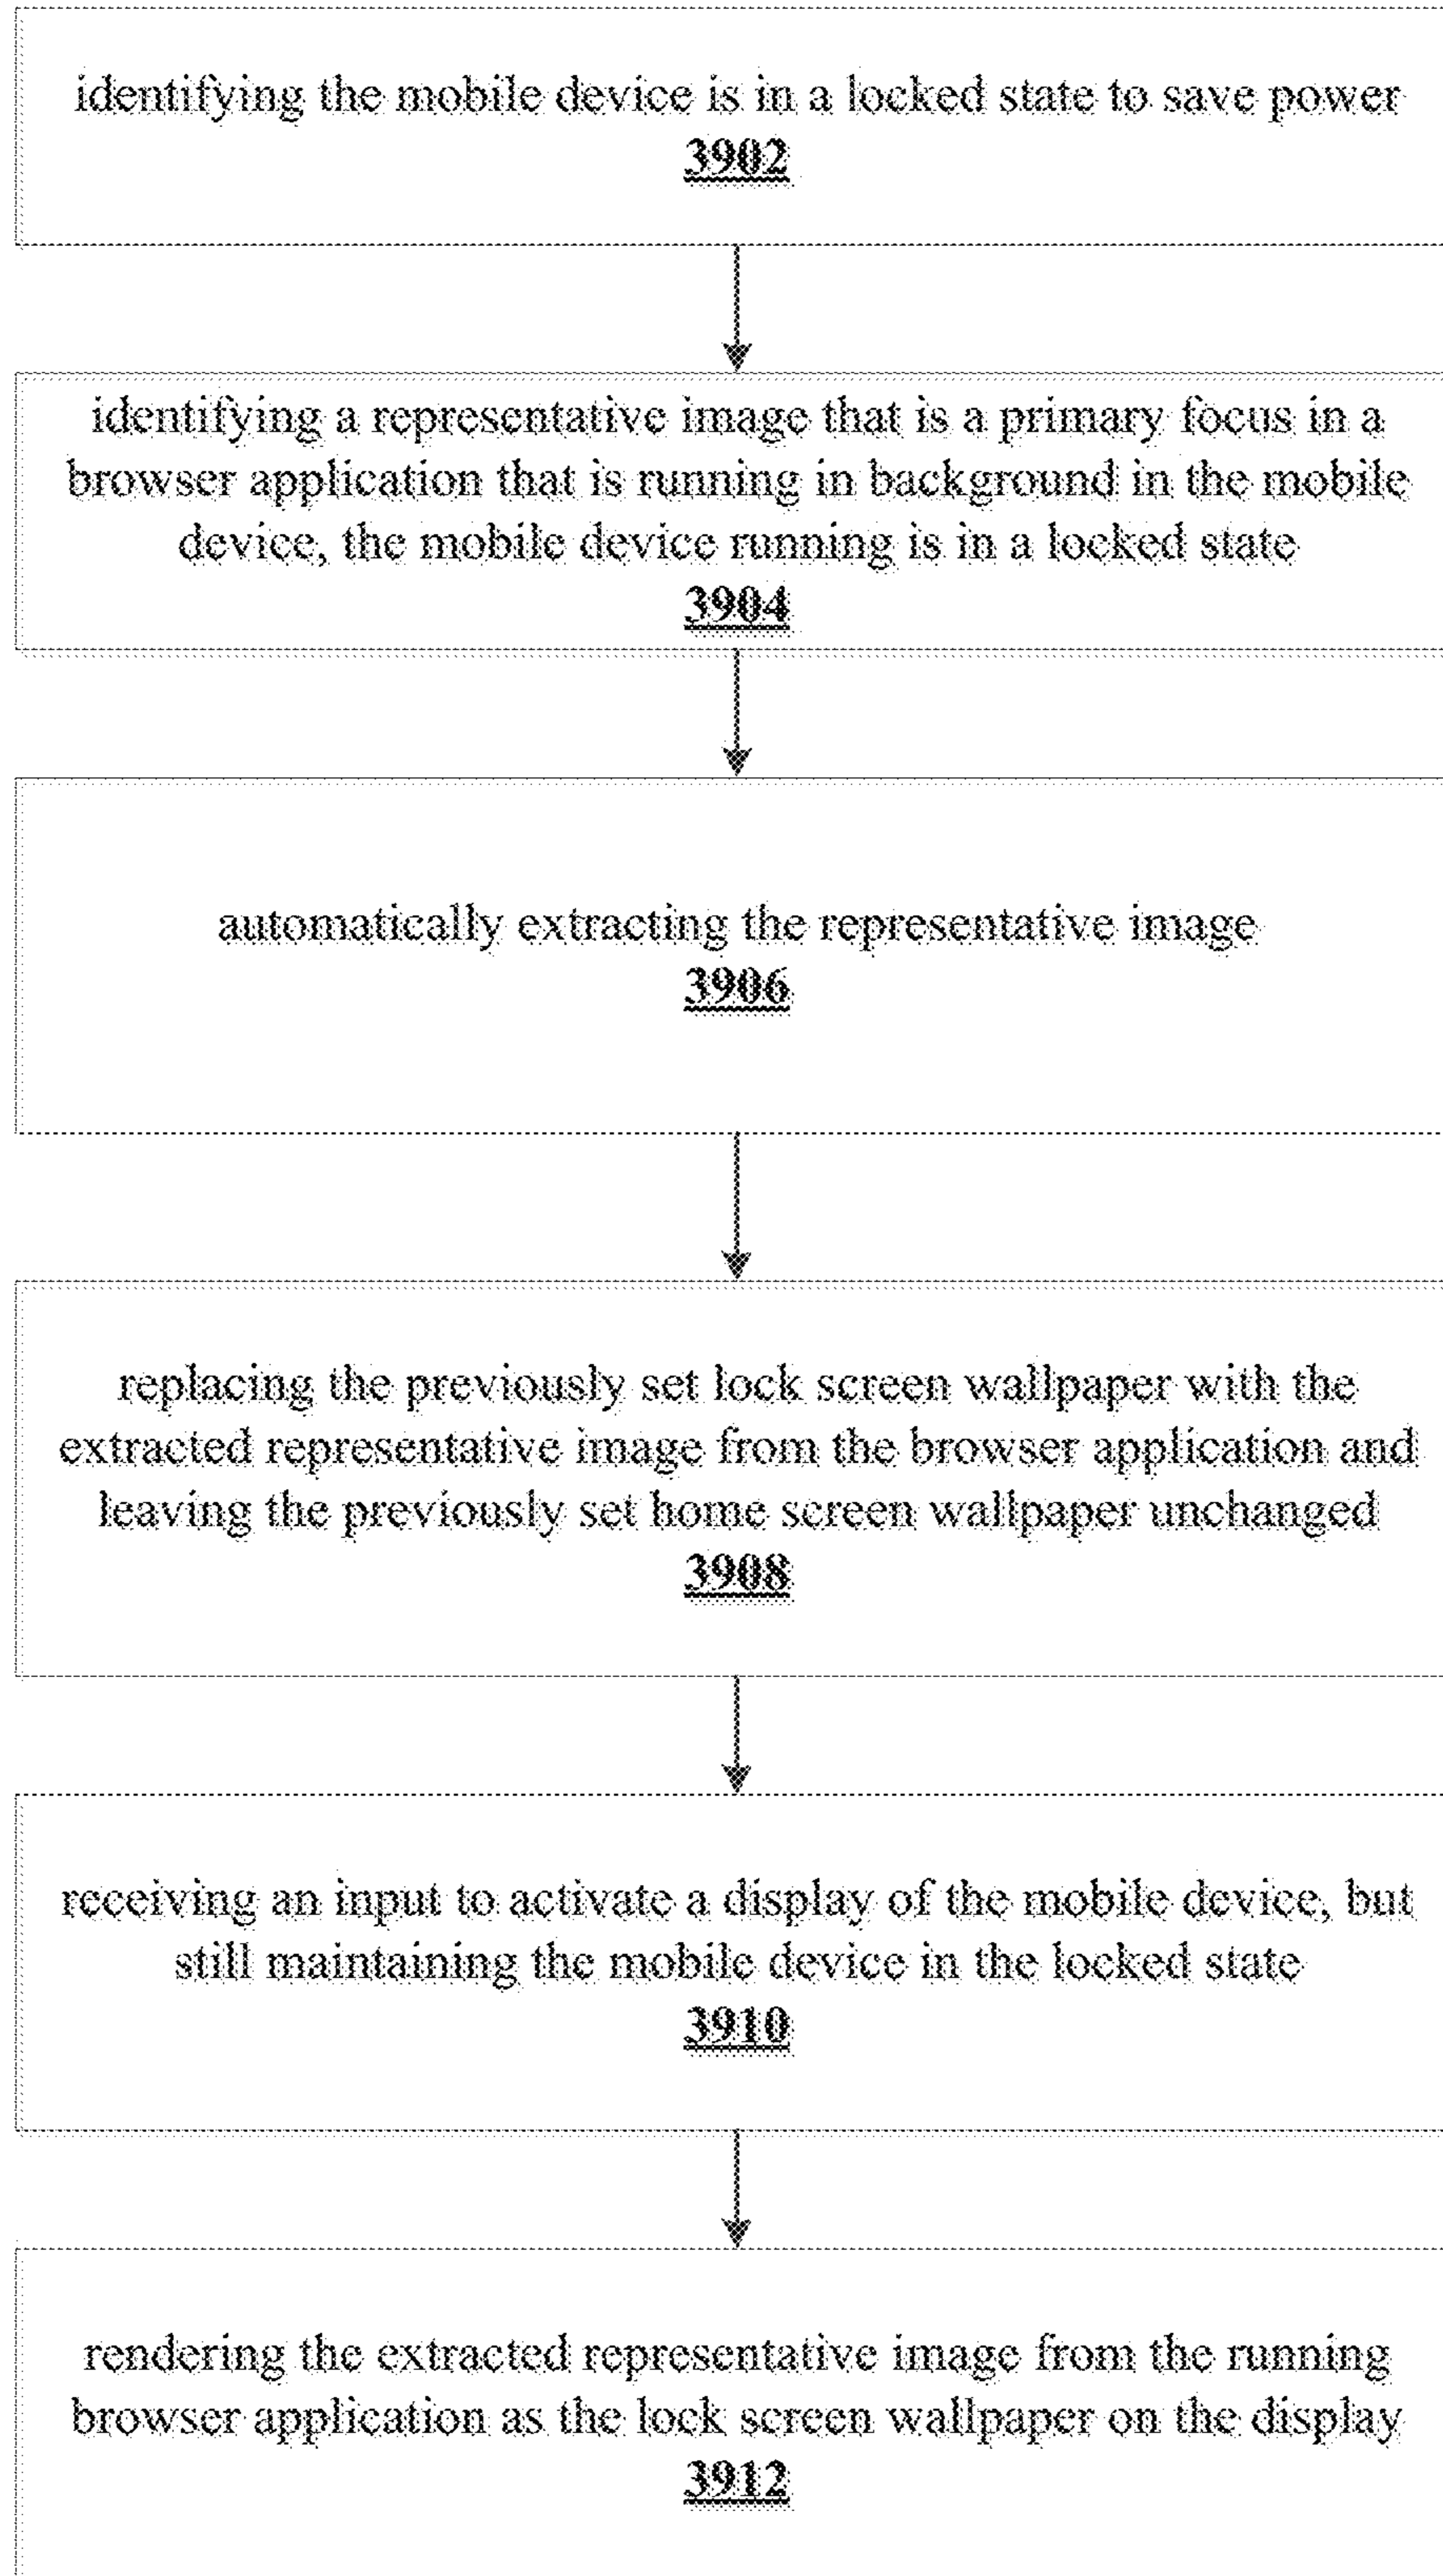 identifying the mobile device is in a locked state to save power
3902
identifying a representative image that is a primary focus in a
browser application that is running in background in the mobile
device, the mobile device running is in a locked state
3904
automatically extracting the representative image
3906
replacing the previously set lock screen wallpaper with the
extracted representative image from the browser application and
leaving the previously set home screen wallpaper unchanged
3908
receiving an input to activate a display of the mobile device, but
still maintaining the mobile device in the locked state
3910
rendering the extracted representative image from the running
browser application as the lock screen wallpaper on the display
3912